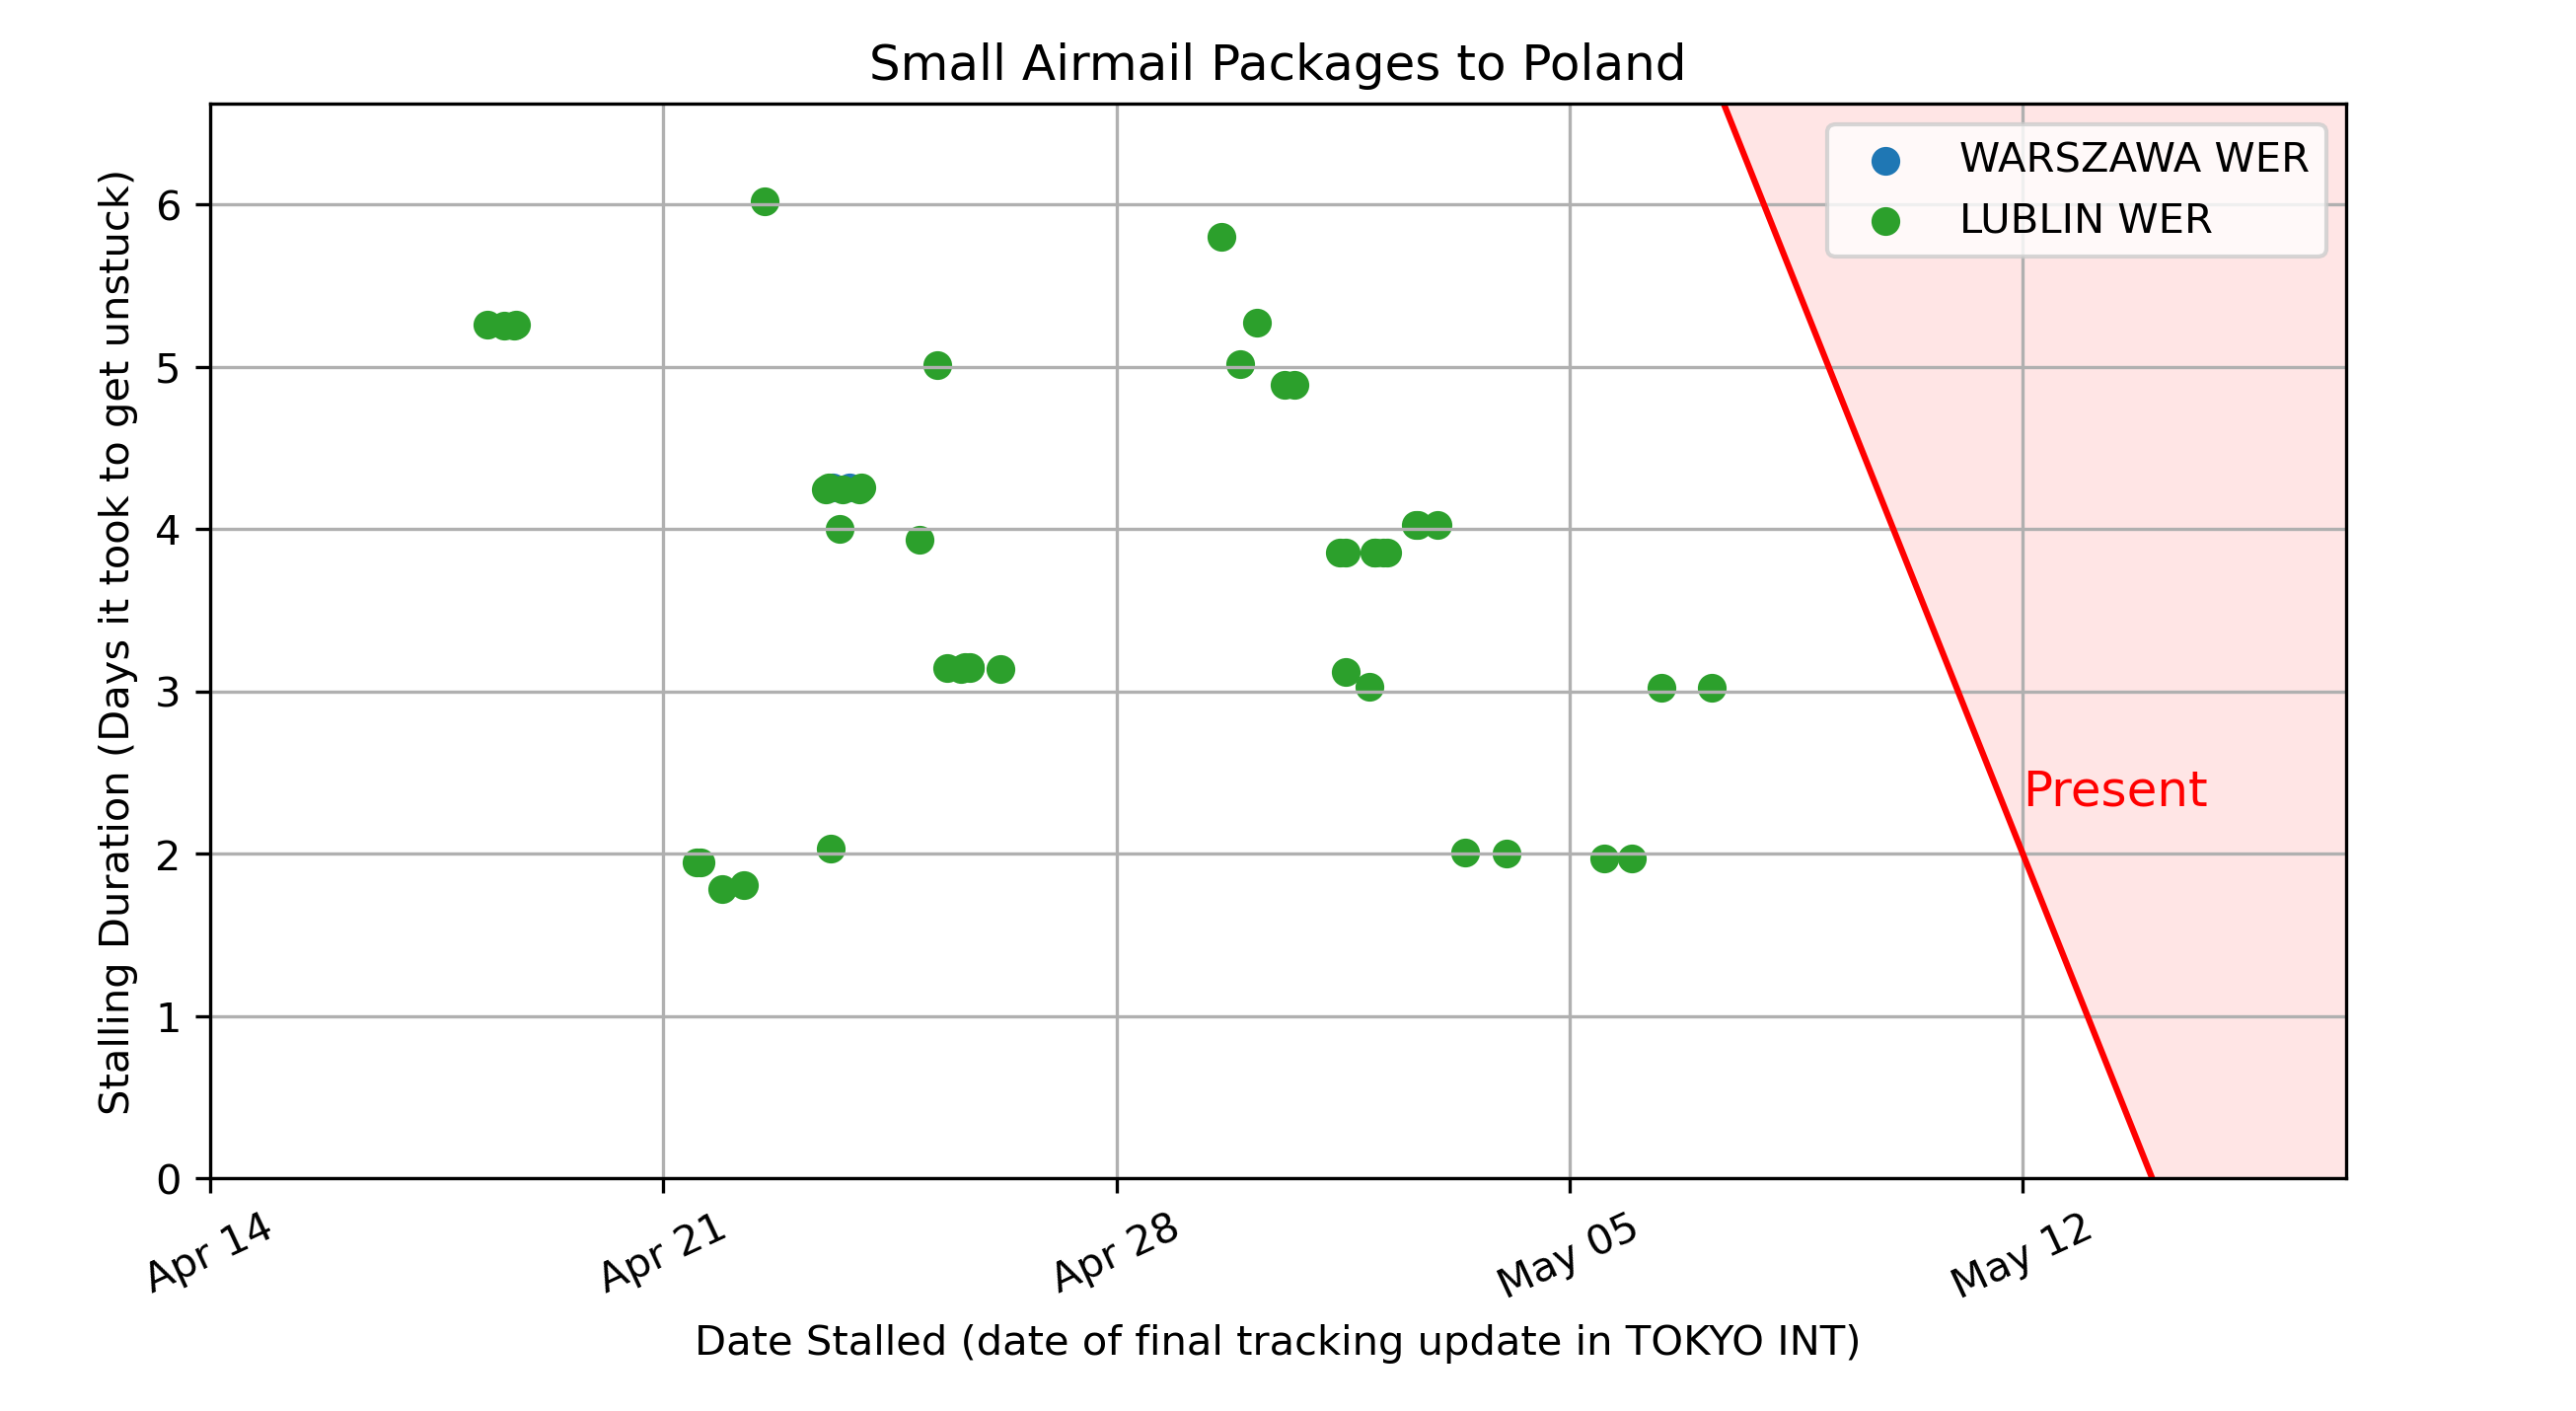 Small Airmail Packages to Poland
WARSZAWA WER
LUBLIN WER
Present
Stalling Duration (Days it took to get unstuck)
6
5
4
3
2
1
0
Apr 14
Apr 21
Apr 28
May 05
May 12
Date Stalled (date of final tracking update in TOKYO INT)